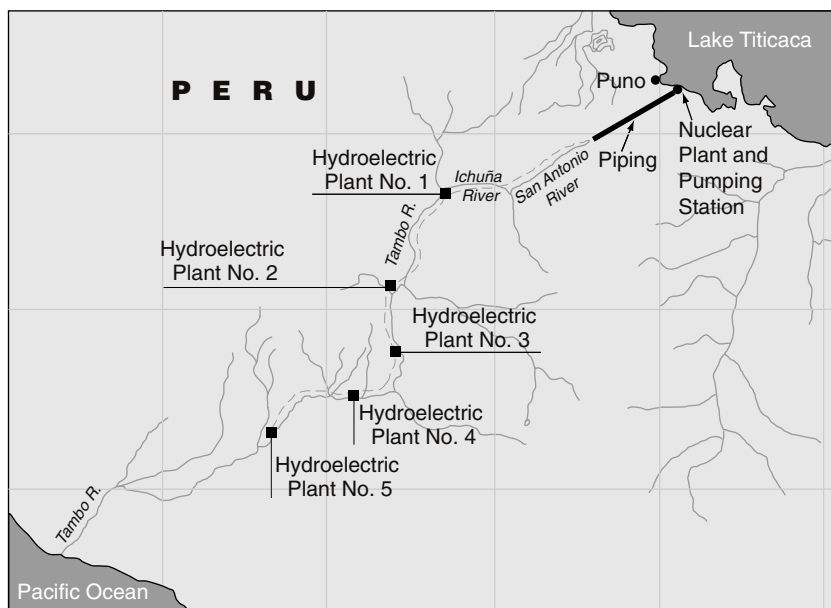 Lake Titicaca
PERU
Puno
Nuclear
Plant and
Pumping
Station
Piping
San Antonio
River
Ichuña
River
Hydroelectric
Plant No. 1
Tambo R.
Hydroelectric
Plant No. 2
Hydroelectric
Plant No. 3
Hydroelectric
Plant No. 4
Hydroelectric
Plant No. 5
Tambo R.
Pacific Ocean